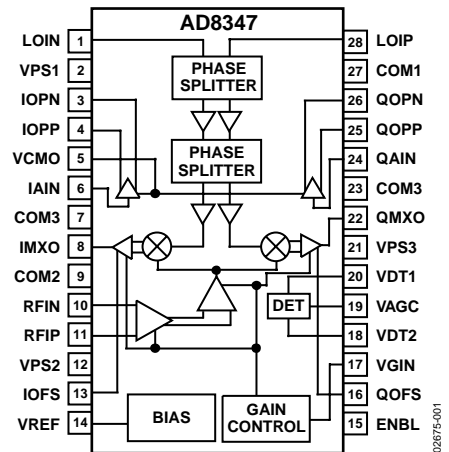 AD8347
LOIN 1
VPS1 2
IOPN 3
IOPP 4
VCMO 5
IAIN 6
COM3 7
IMXO 8
COM2 9
RFIN 10
RFIP 11
VPS2 12
IOFS 13
VREF 14
28 LOIP
27 COM1
26 QOPN
25 QOPP
24 QAIN
23 COM3
22 QMXO
21 VPS3
20 VDT1
19 VAGC
18 VDT2
17 VGIN
16 QOFS
15 ENBL
PHASE
SPLITTER
PHASE
SPLITTER
DET
BIAS
GAIN
CONTROL
02675-001